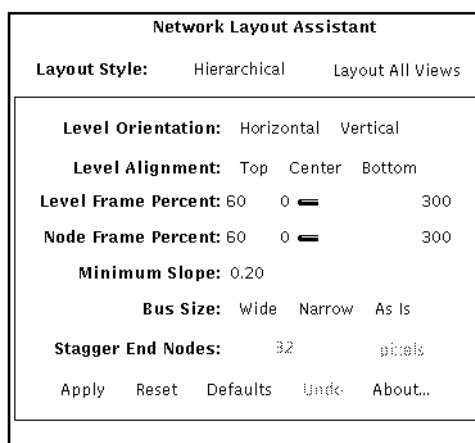 Network Layout Assistant
Layout Style: Hierarchical Layout All Views
Level Orientation: Horizontal Vertical
Level Alignment: Top Center Bottom
Level Frame Percent: 60 0 300
Node Frame Percent: 60 0 300
Minimum Slope: 0.20
Bus Size: Wide Narrow As Is
Stagger End Nodes: 32 pixels
Apply Reset Defaults Undo About...